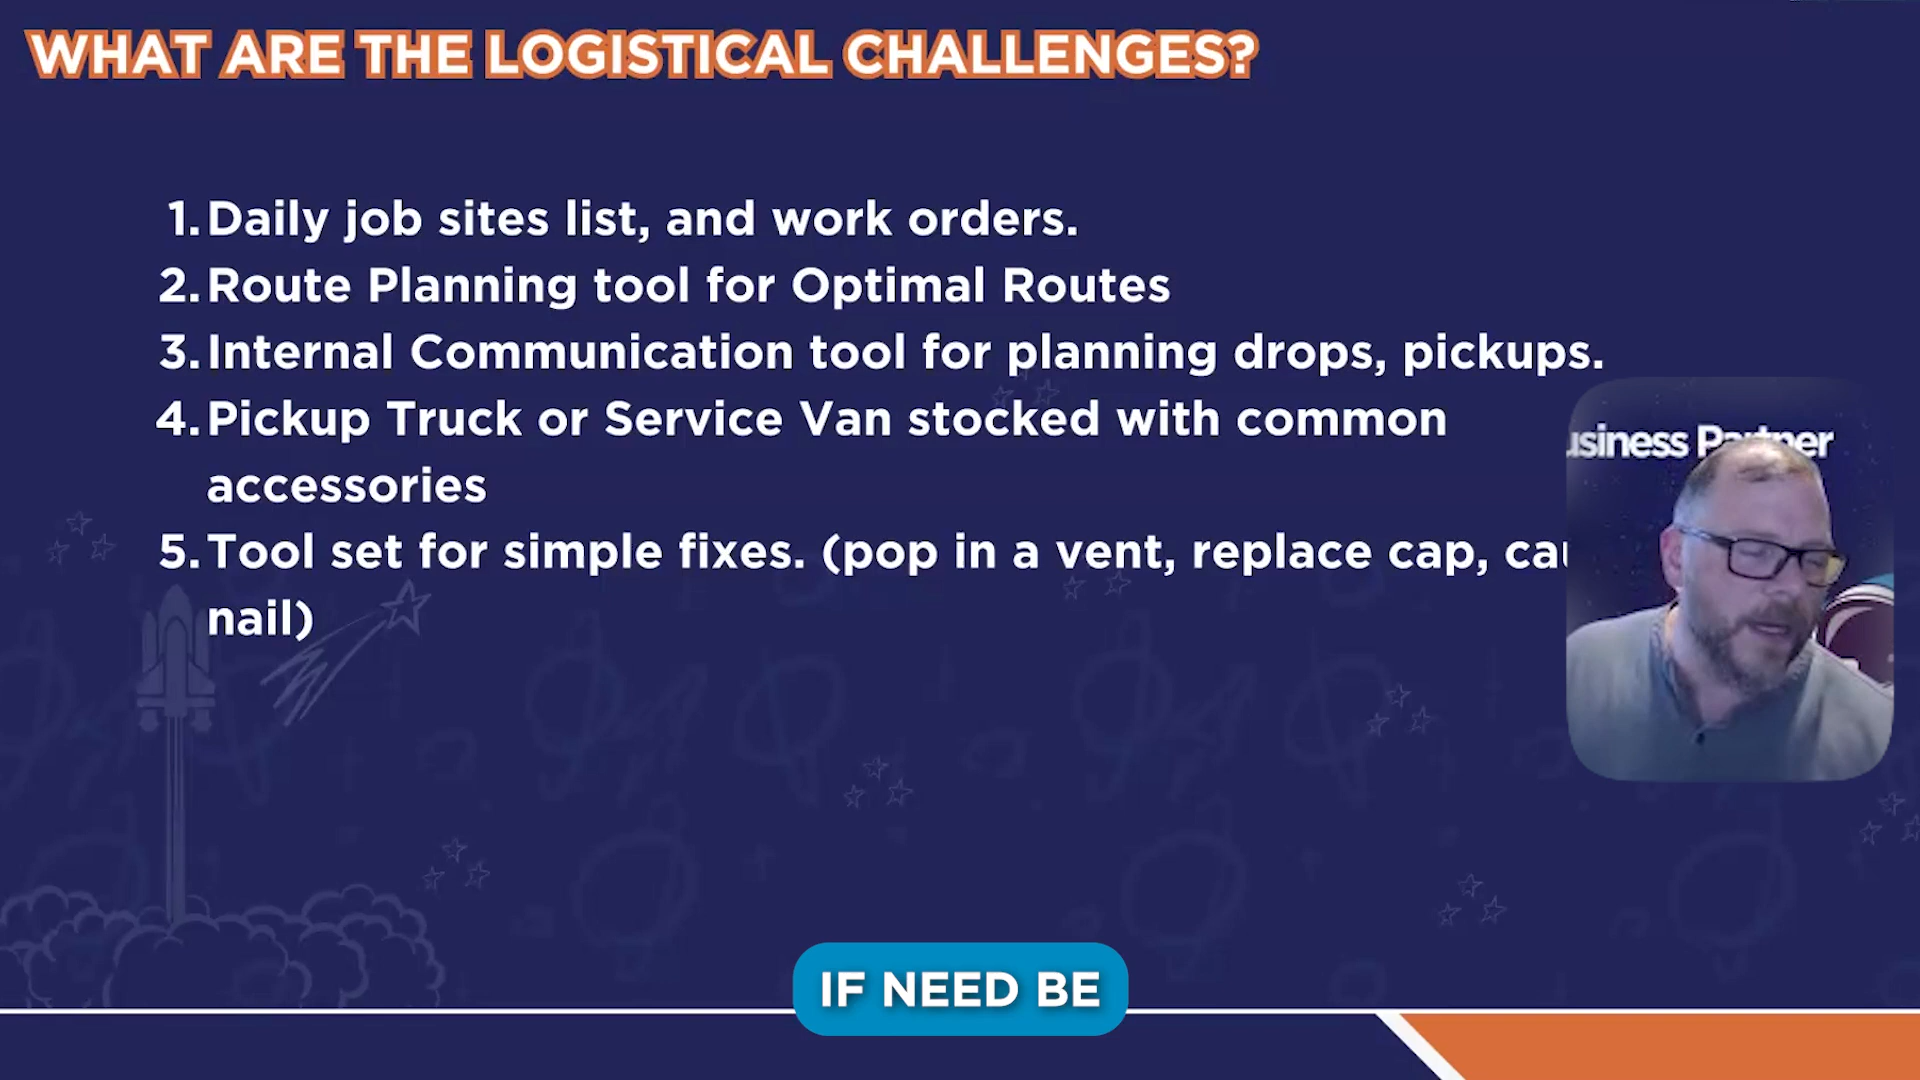 WHAT ARE THE LOGISTICAL CHALLENGES?
1. Daily job sites list, and work orders.
2. Route Planning tool for Optimal Routes
3. Internal Communication tool for planning drops, pickups.
4. Pickup Truck or Service Van stocked with common
accessories
5. Tool set for simple fixes. (pop in a vent, replace cap,
nail)
IF NEED BE